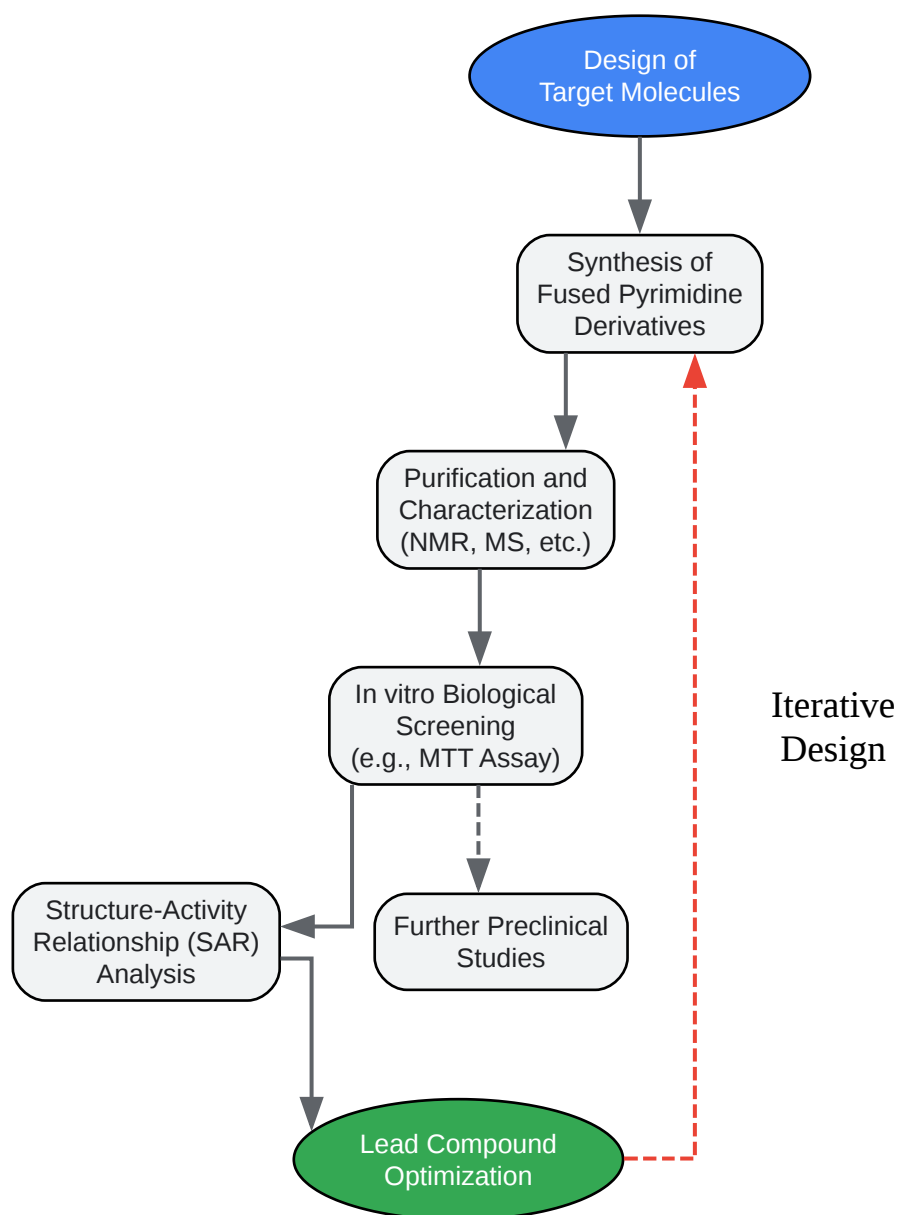 Design of
Target Molecules
Synthesis of
Fused Pyrimidine
Derivatives
Purification and
Characterization
(NMR, MS, etc.)
In vitro Biological
Screening
(e.g., MTT Assay)
Iterative
Design
Structure-Activity
Relationship (SAR)
Analysis
Further Preclinical
Studies
Lead Compound
Optimization